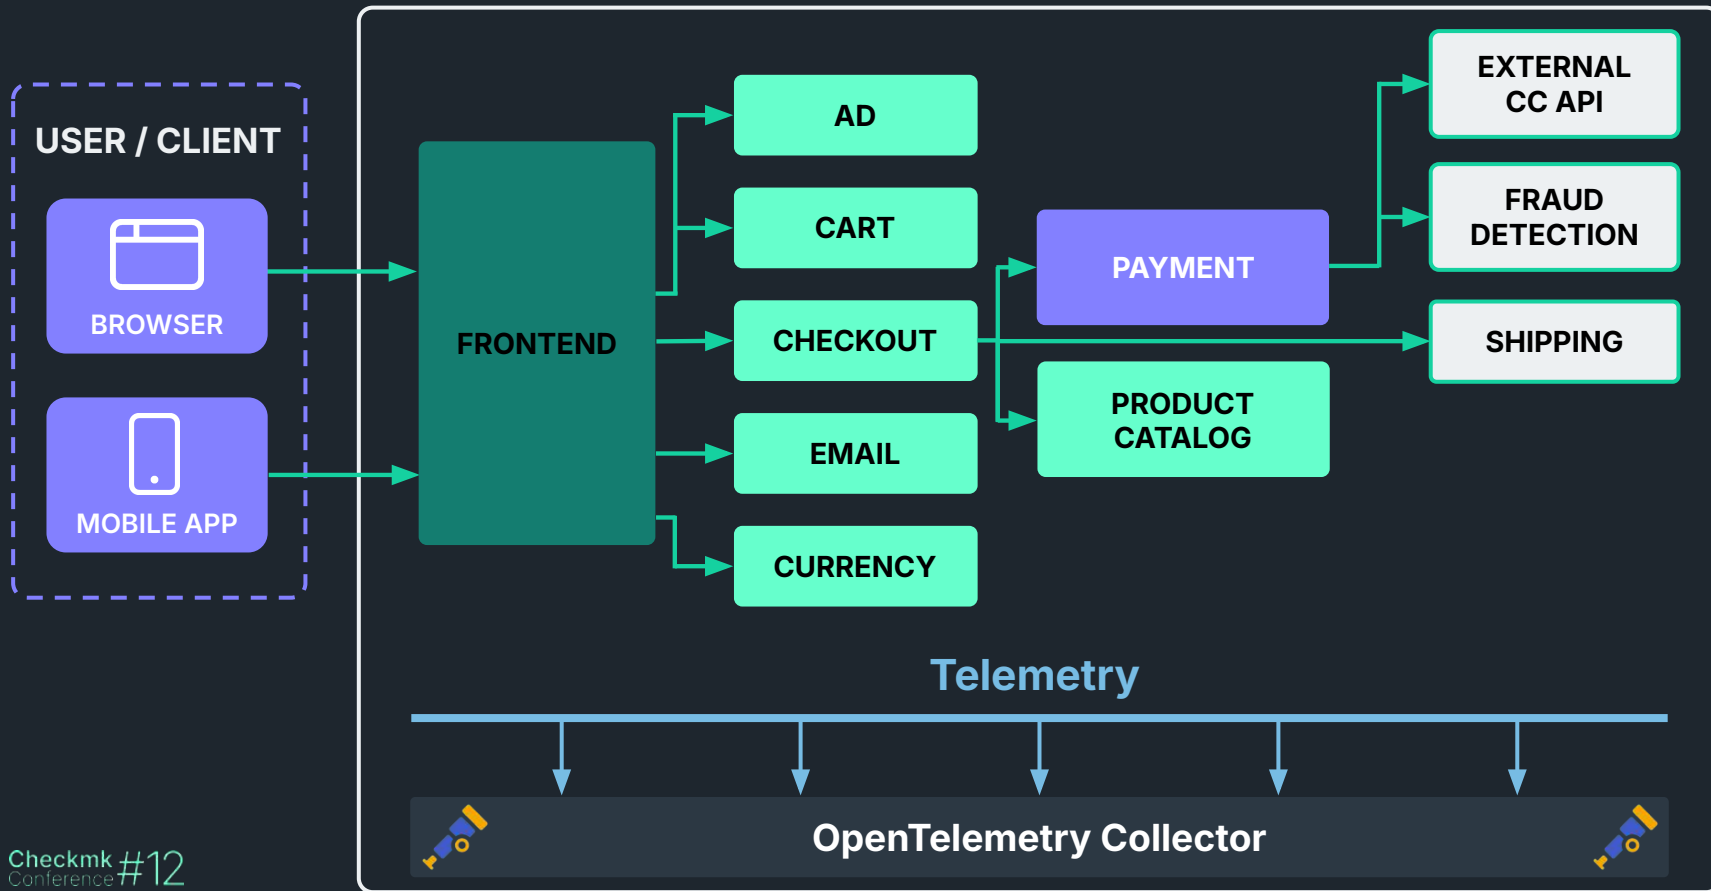 USER / CLIENT
BROWSER
MOBILE APP
FRONTEND
AD
CART
CHECKOUT
EMAIL
CURRENCY
PAYMENT
PRODUCT
CATALOG
EXTERNAL
CC API
FRAUD
DETECTION
SHIPPING
Telemetry
OpenTelemetry Collector
Checkmk
Conference #12